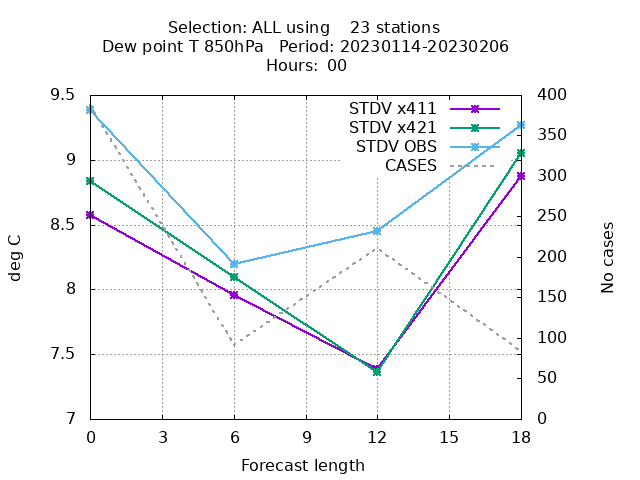 Selection: ALL using    23 stations
Dew point T 850hPa   Period: 20230114-20230206
Hours:  00
STDV x411
STDV x421
STDV OBS
CASES
9.5
9
8.5
8
7.5
7
deg C
400
350
300
250
200
150
100
50
0
No cases
0 3 6 9 12 15 18
Forecast length